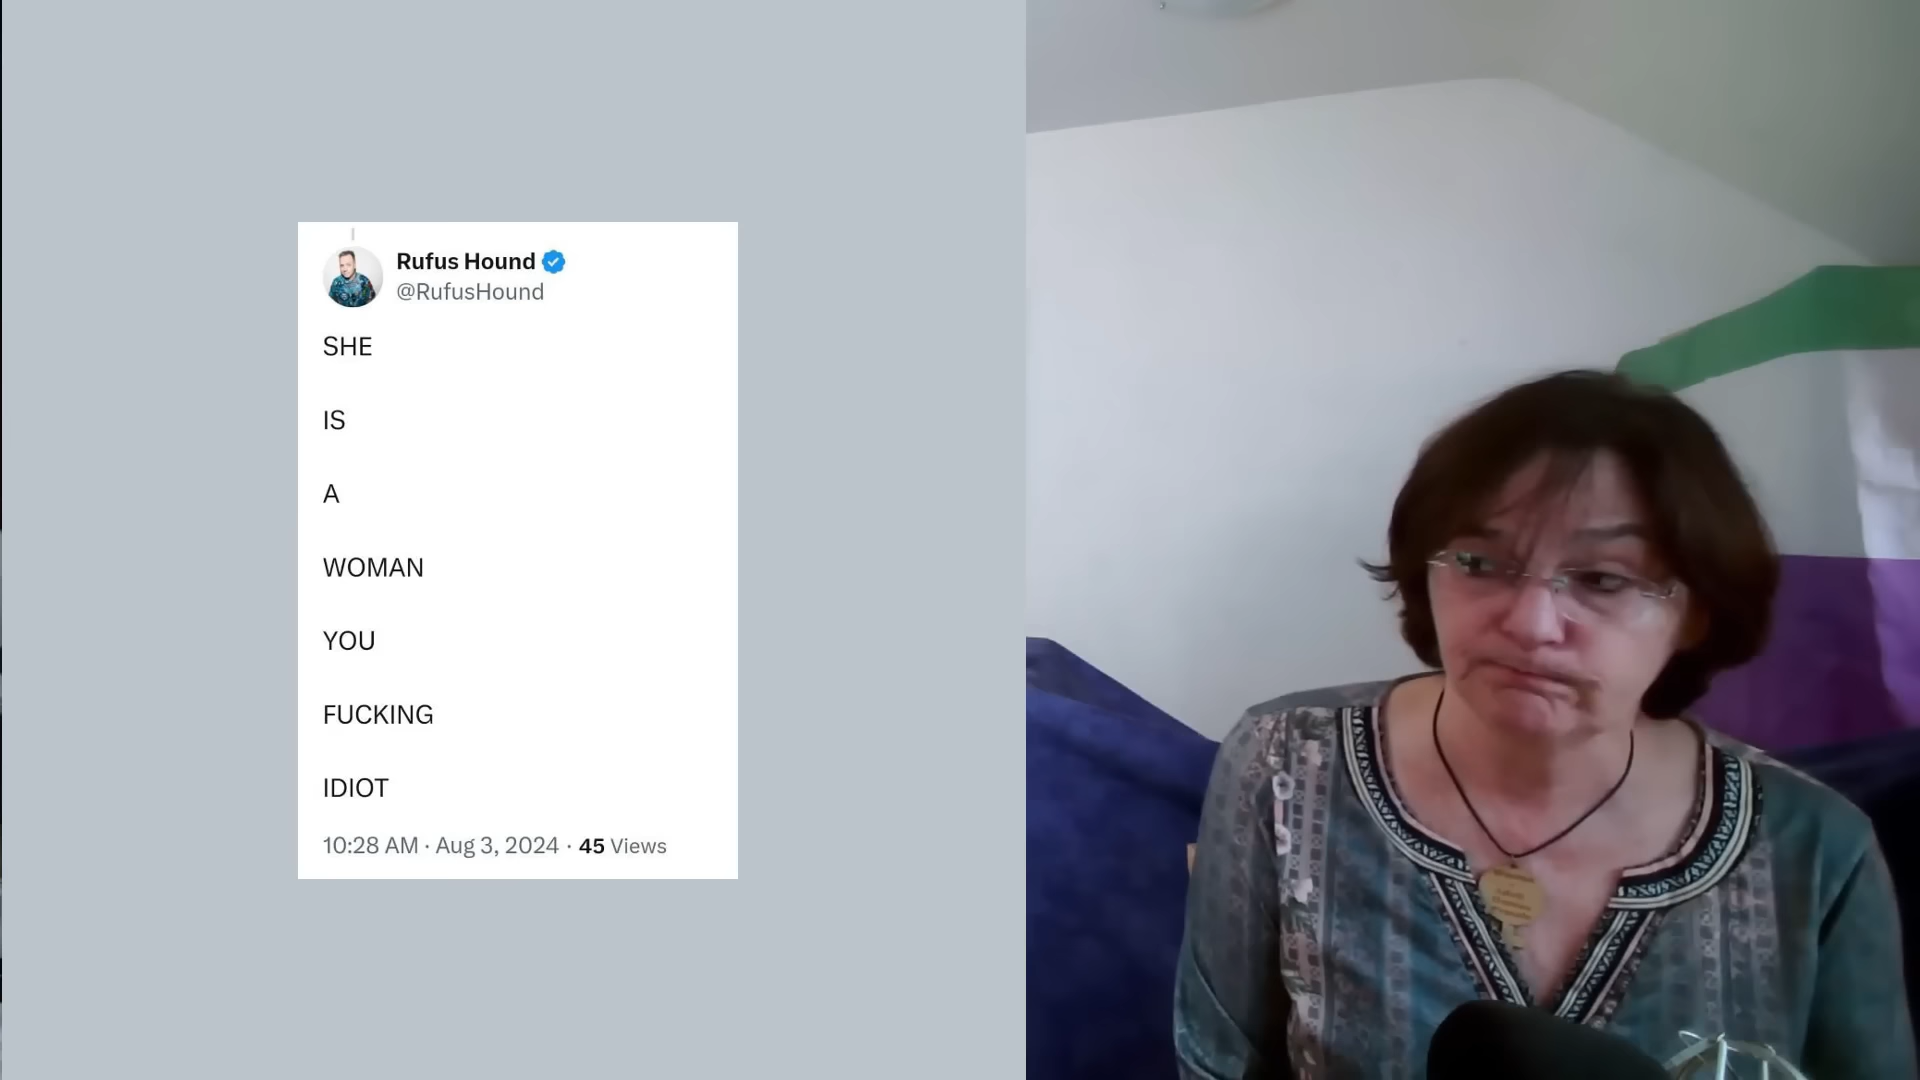 Rufus Hound
@RufusHound
SHE
IS
A
WOMAN
YOU
FUCKING
IDIOT
10:28 AM · Aug 3, 2024 · 45 Views